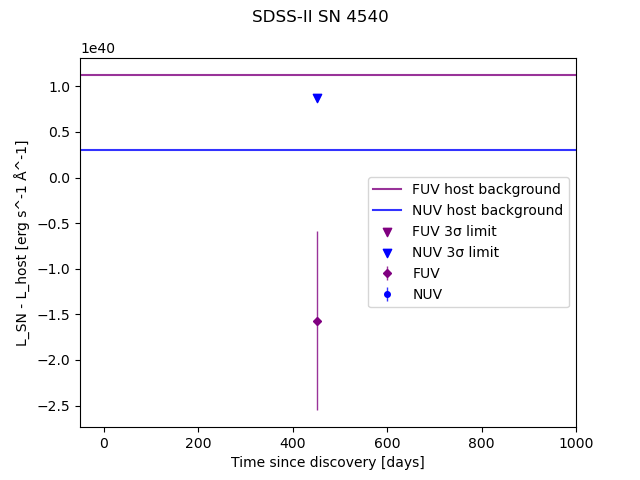 SDSS-II SN 4540
1e40
1.0
0.5
0.0
−0.5
−1.0
−1.5
−2.0
−2.5
L_SN - L_host [erg s^-1 Å^-1]
FUV host background
NUV host background
FUV 3σ limit
NUV 3σ limit
FUV
NUV
0 200 400 600 800 1000
Time since discovery [days]